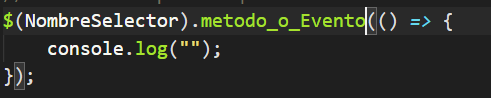 $(NombreSelector).metodo_o_Evento(() => {
    console.log("");
});